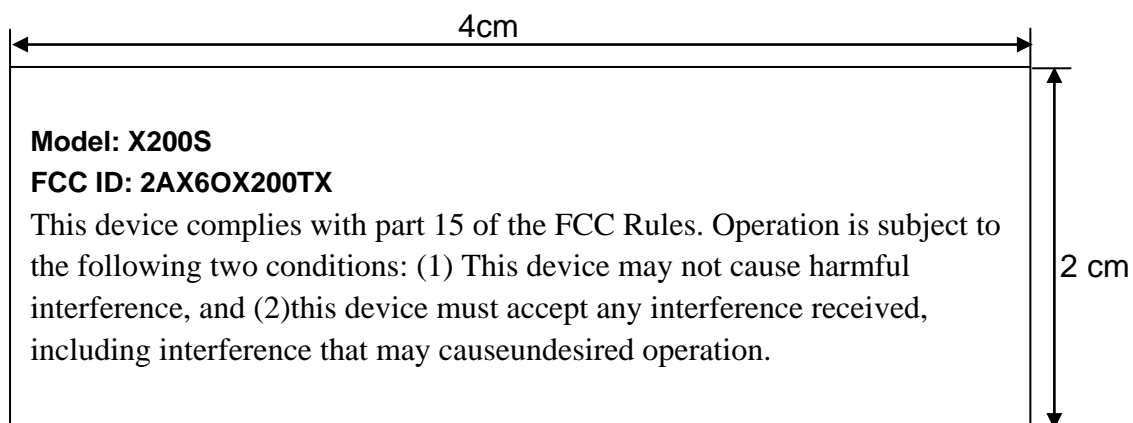 4cm
Model: X200S
FCC ID: 2AX6OX200TX
This device complies with part 15 of the FCC Rules. Operation is subject to
the following two conditions: (1) This device may not cause harmful
interference, and (2)this device must accept any interference received,
including interference that may causeundesired operation.
2 cm